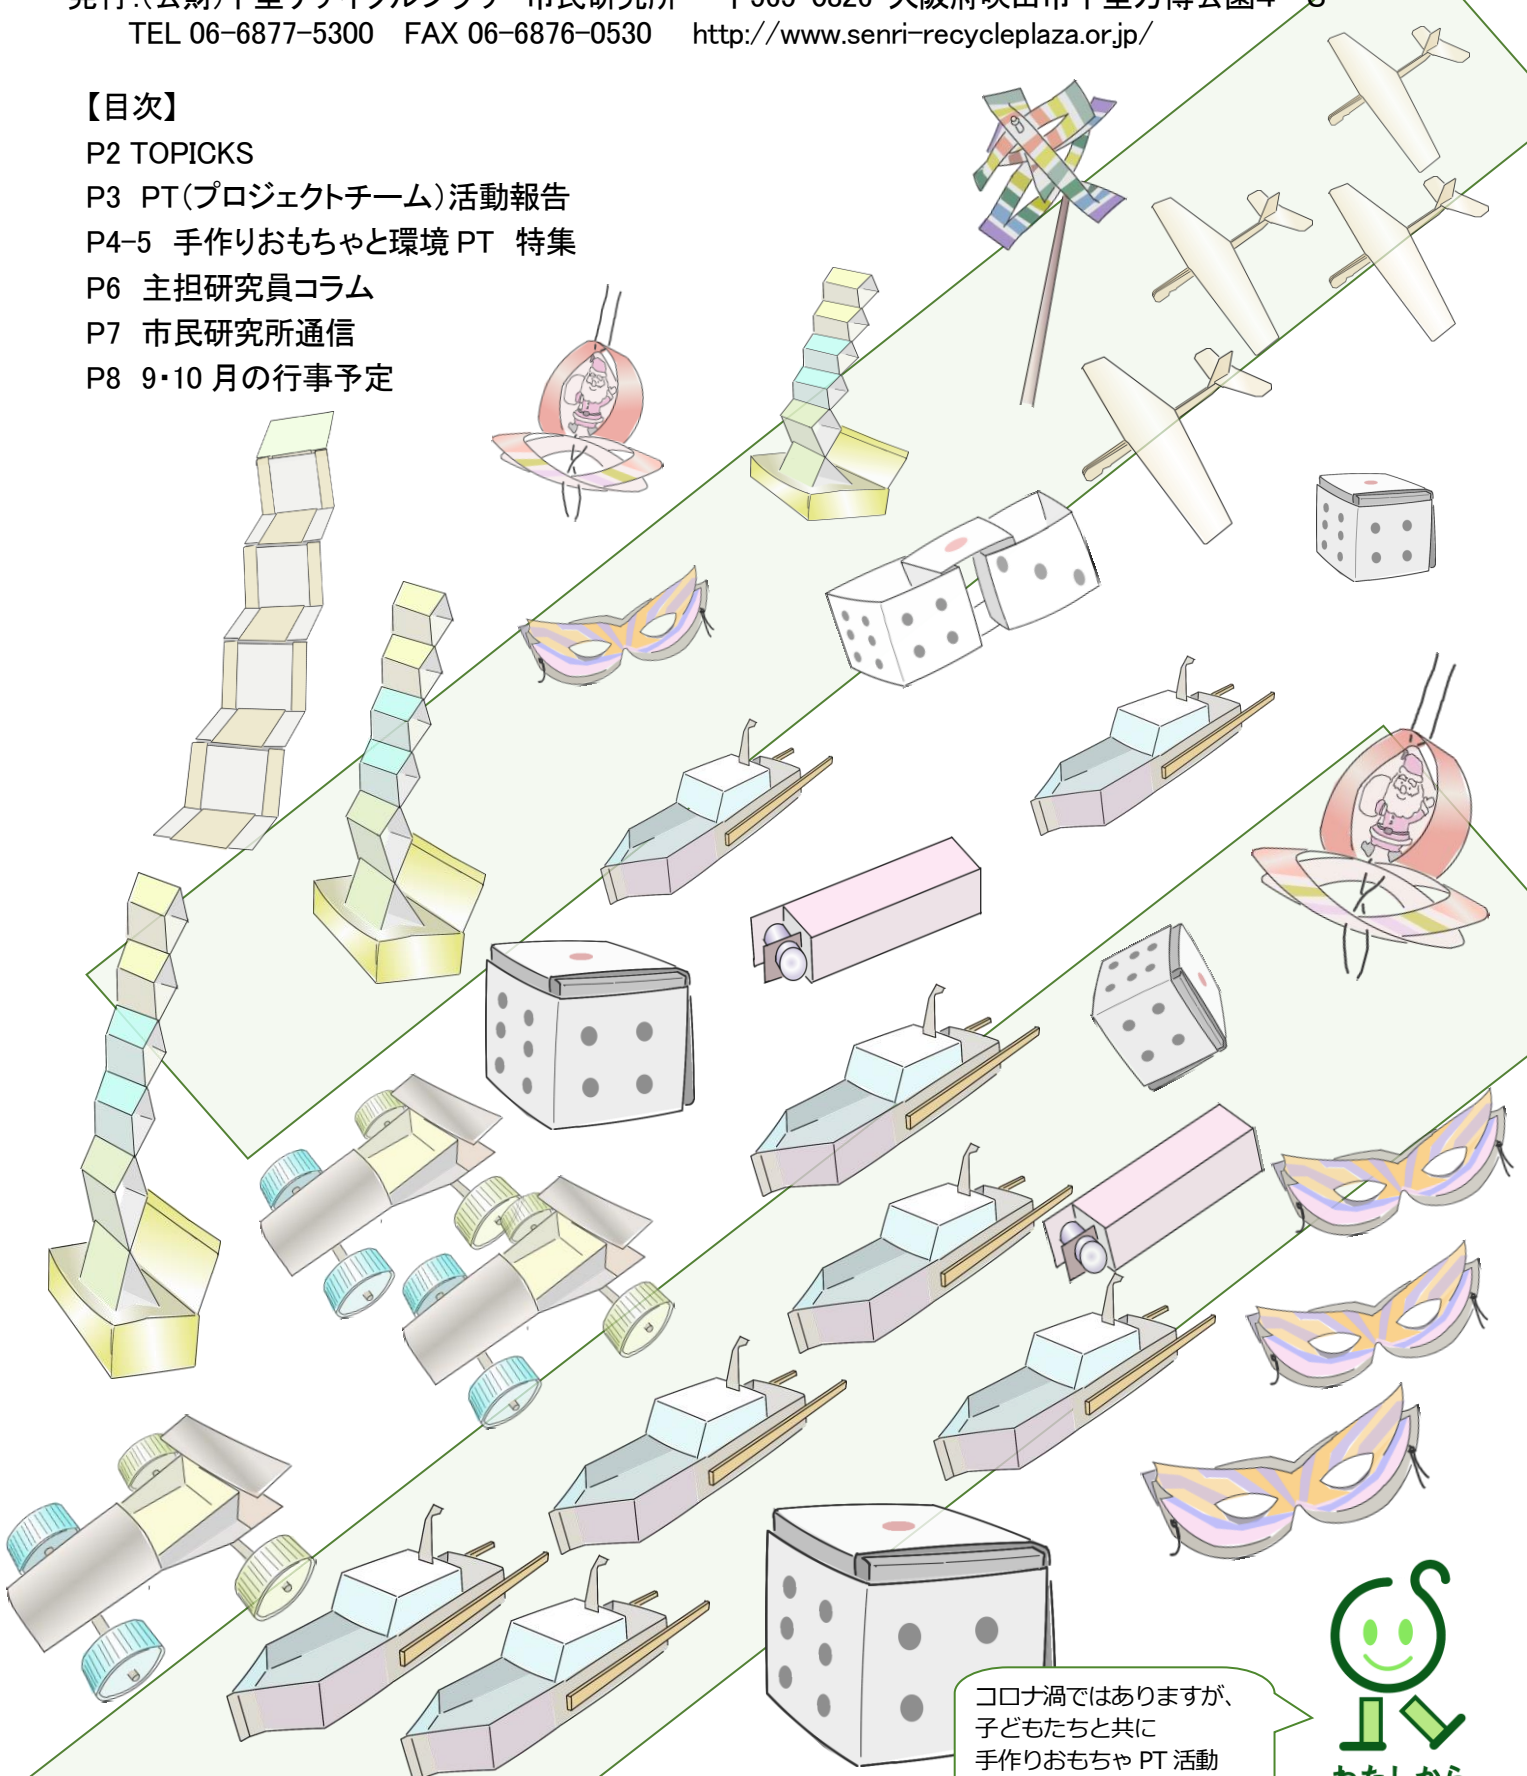 TEL 06-6877-5300　FAX 06-6876-0530　http://www.senri-recycleplaza.or.jp/
【目次】
P2 TOPICKS
P3　PT（プロジェクトチーム）活動報告
P4-5　手作りおもちゃと環境 PT　特集
P6　主担研究員コラム
P7　市民研究所通信
P8　9・10 月の行事予定
コロナ渦ではありますが、
子どもたちと共に
手作りおもちゃ PT 活動